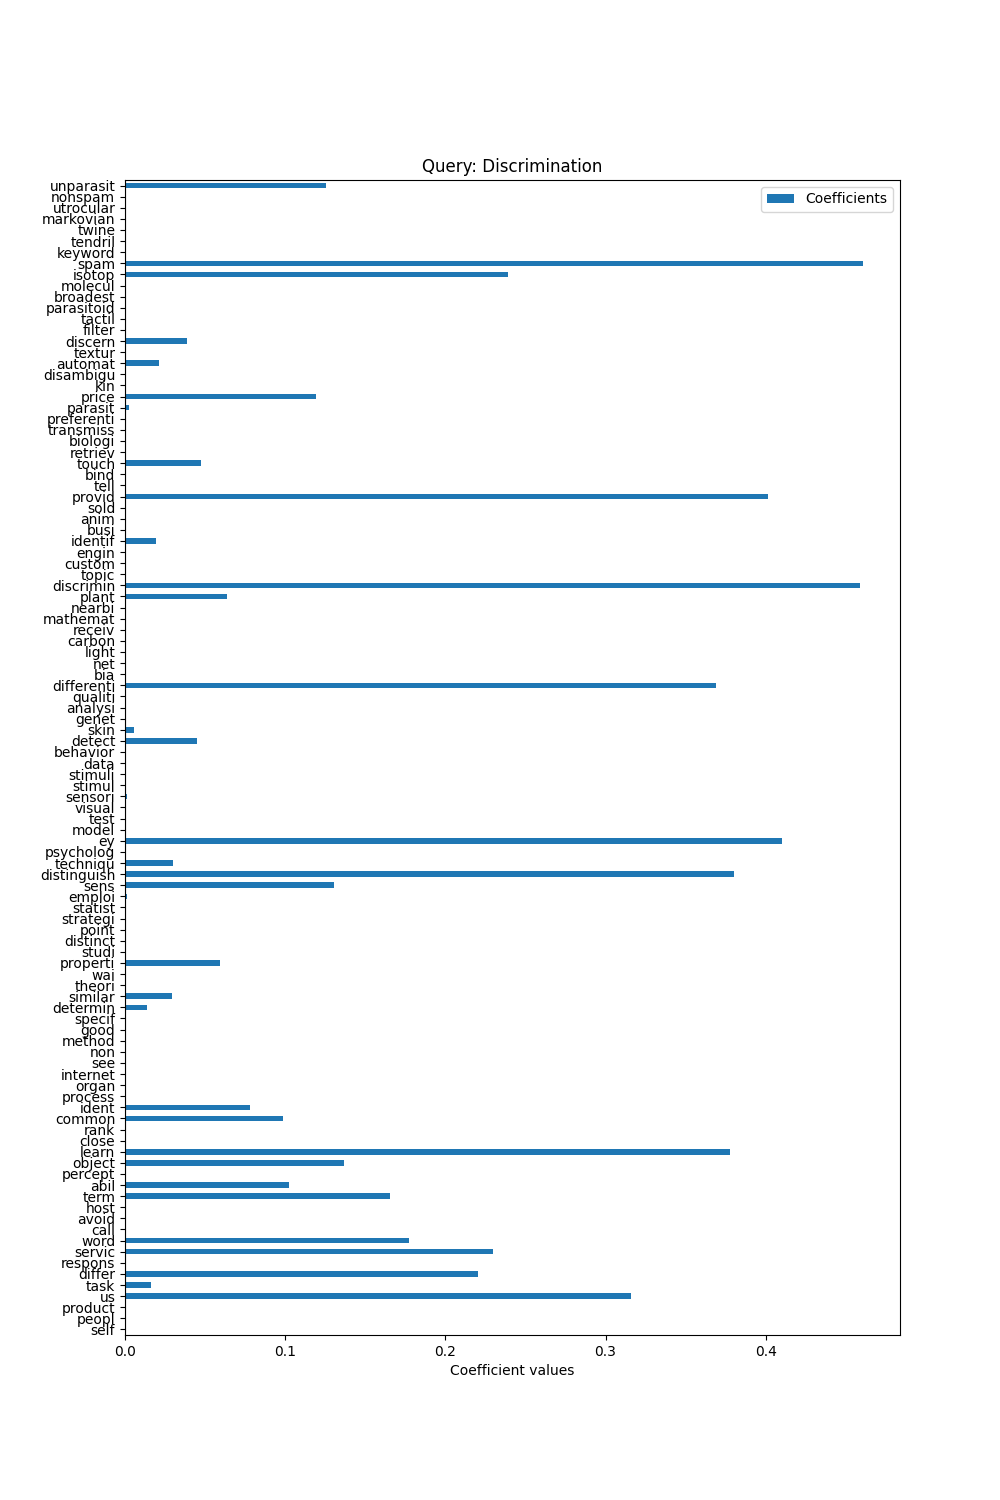 Query: Discrimination
Coefficients
unparasit
nonspam
utrocular
markovian
twine
tendril
keyword
spam
isotop
molecul
broadest
parasitoid
tactil
filter
discern
textur
automat
disambigu
kin
price
parasit
preferenti
transmiss
biologi
retriev
touch
bind
tell
provid
sold
anim
busi
identif
engin
custom
topic
discrimin
plant
nearbi
mathemat
receiv
carbon
light
net
bia
differenti
qualiti
analysi
genet
skin
detect
behavior
data
stimuli
stimul
sensori
visual
test
model
ey
psycholog
techniqu
distinguish
sens
emploi
statist
strategi
point
distinct
studi
properti
wai
theori
similar
determin
specif
good
method
non
see
internet
organ
process
ident
common
rank
close
learn
object
percept
abil
term
host
avoid
call
word
servic
respons
differ
task
us
product
peopl
self
0.0 0.1 0.2 0.3 0.4
Coefficient values